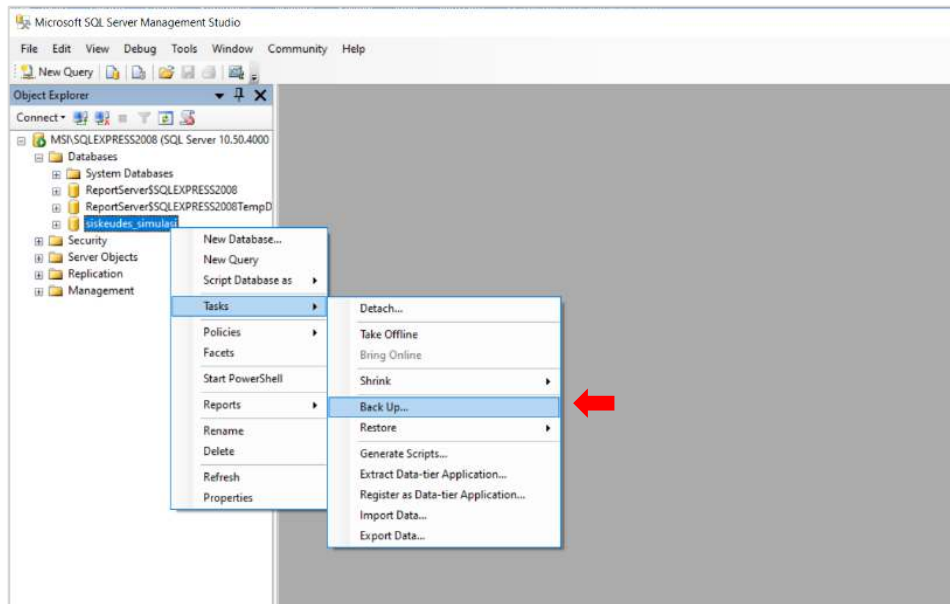 Microsoft SQL Server Management Studio
File Edit View Debug Tools Window Community Help
New Query
Object Explorer
Connect
MSI\SQLEXPRESS2008 (SQL Server 10.50.4000
Databases
System Databases
ReportServer$SQLEXPRESS2008
ReportServer$SQLEXPRESS2008TempD
siskeudes_simulasi
Security
Server Objects
Replication
Management
New Database...
New Query
Script Database as
Tasks
Policies
Facets
Start PowerShell
Reports
Rename
Delete
Refresh
Properties
Detach...
Take Offline
Bring Online
Shrink
Back Up...
Restore
Generate Scripts...
Extract Data-tier Application...
Register as Data-tier Application...
Import Data...
Export Data...